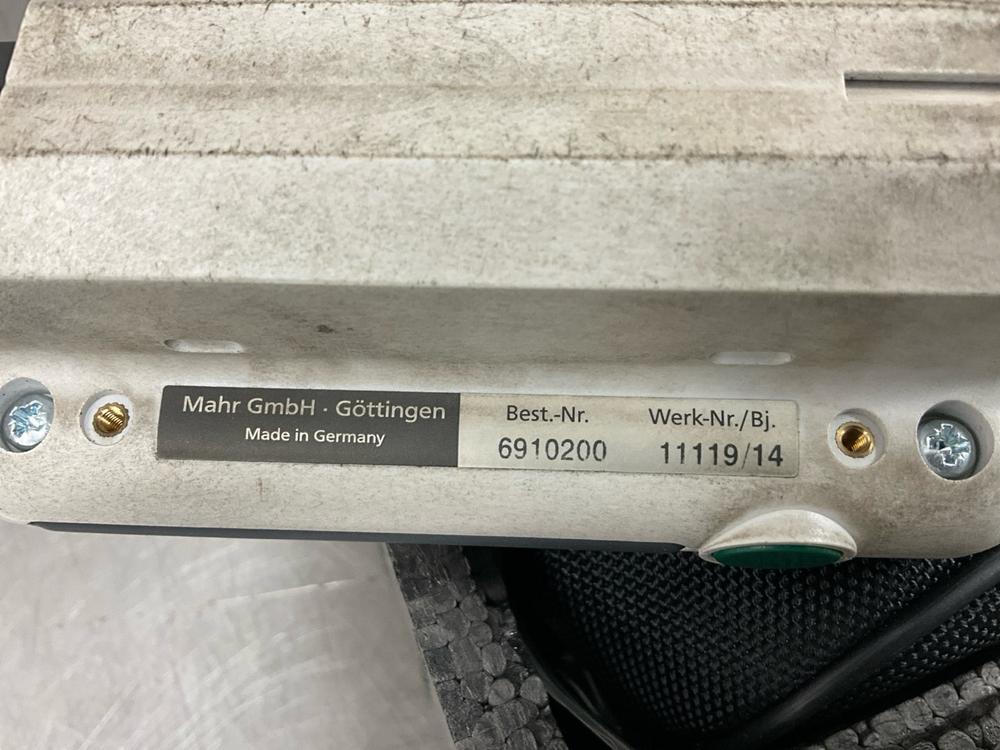 Mahr GmbH · Göttingen
Made in Germany
Best.-Nr. Werk-Nr./Bj.
6910200 11119/14